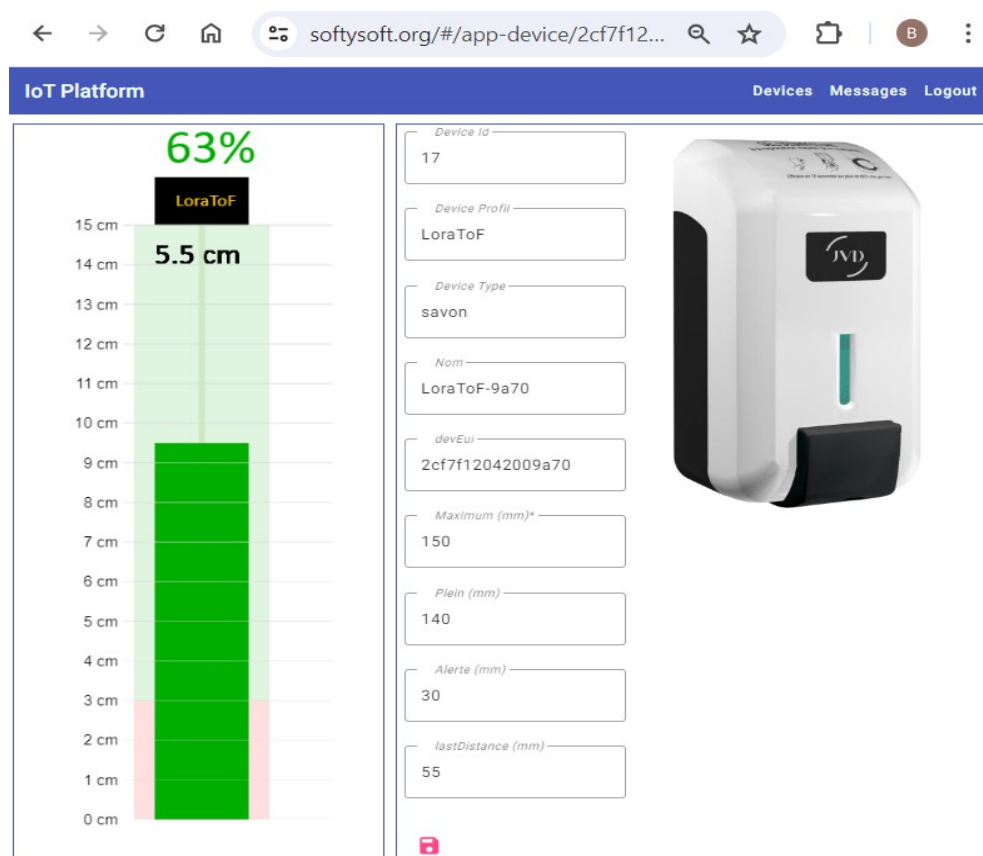 softysoft.org/#/app-device/2cf7f12...
B
IoT Platform
Devices Messages Logout
63%
LoraToF
5.5 cm
15 cm
14 cm
13 cm
12 cm
11 cm
10 cm
9 cm
8 cm
7 cm
6 cm
5 cm
4 cm
3 cm
2 cm
1 cm
0 cm
Device Id
17
Device Profil
LoraToF
Device Type
savon
Nom
LoraToF-9a70
devEui
2cf7f12042009a70
Maximum (mm)*
150
Plein (mm)
140
Alerte (mm)
30
lastDistance (mm)
55
JVD